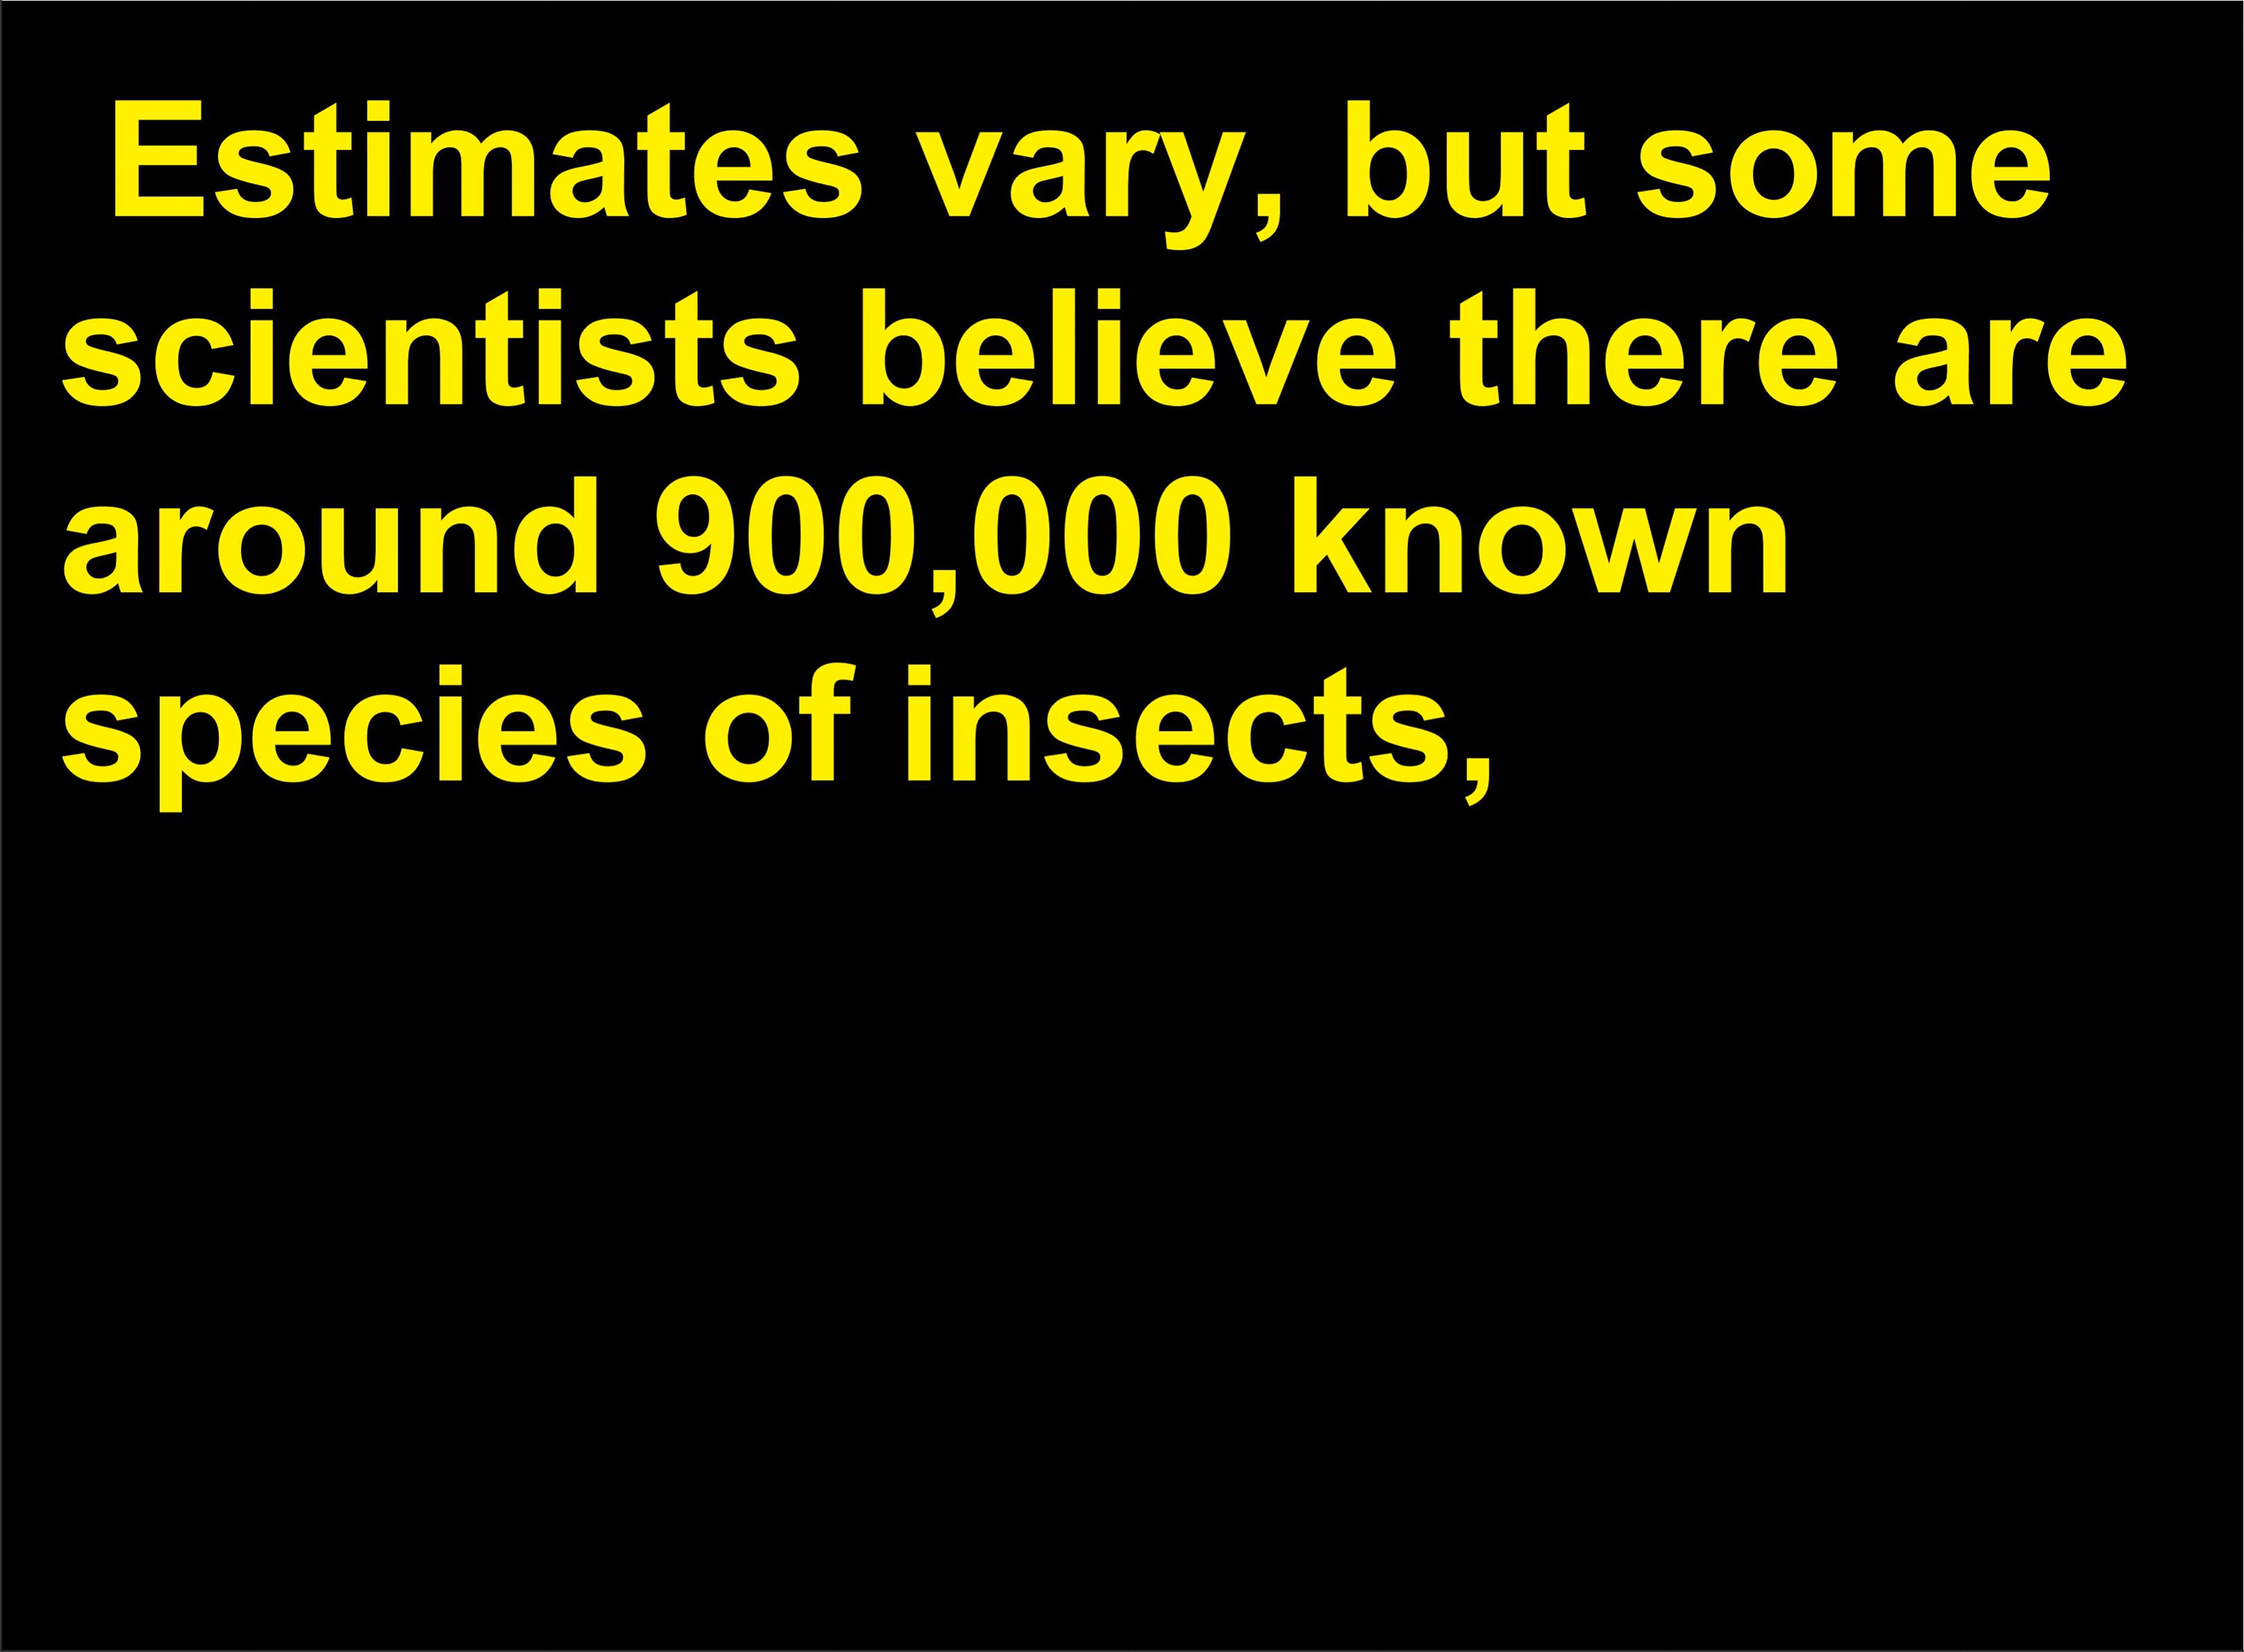 Estimates vary, but some
scientists believe there are
around 900,000 known
species of insects,